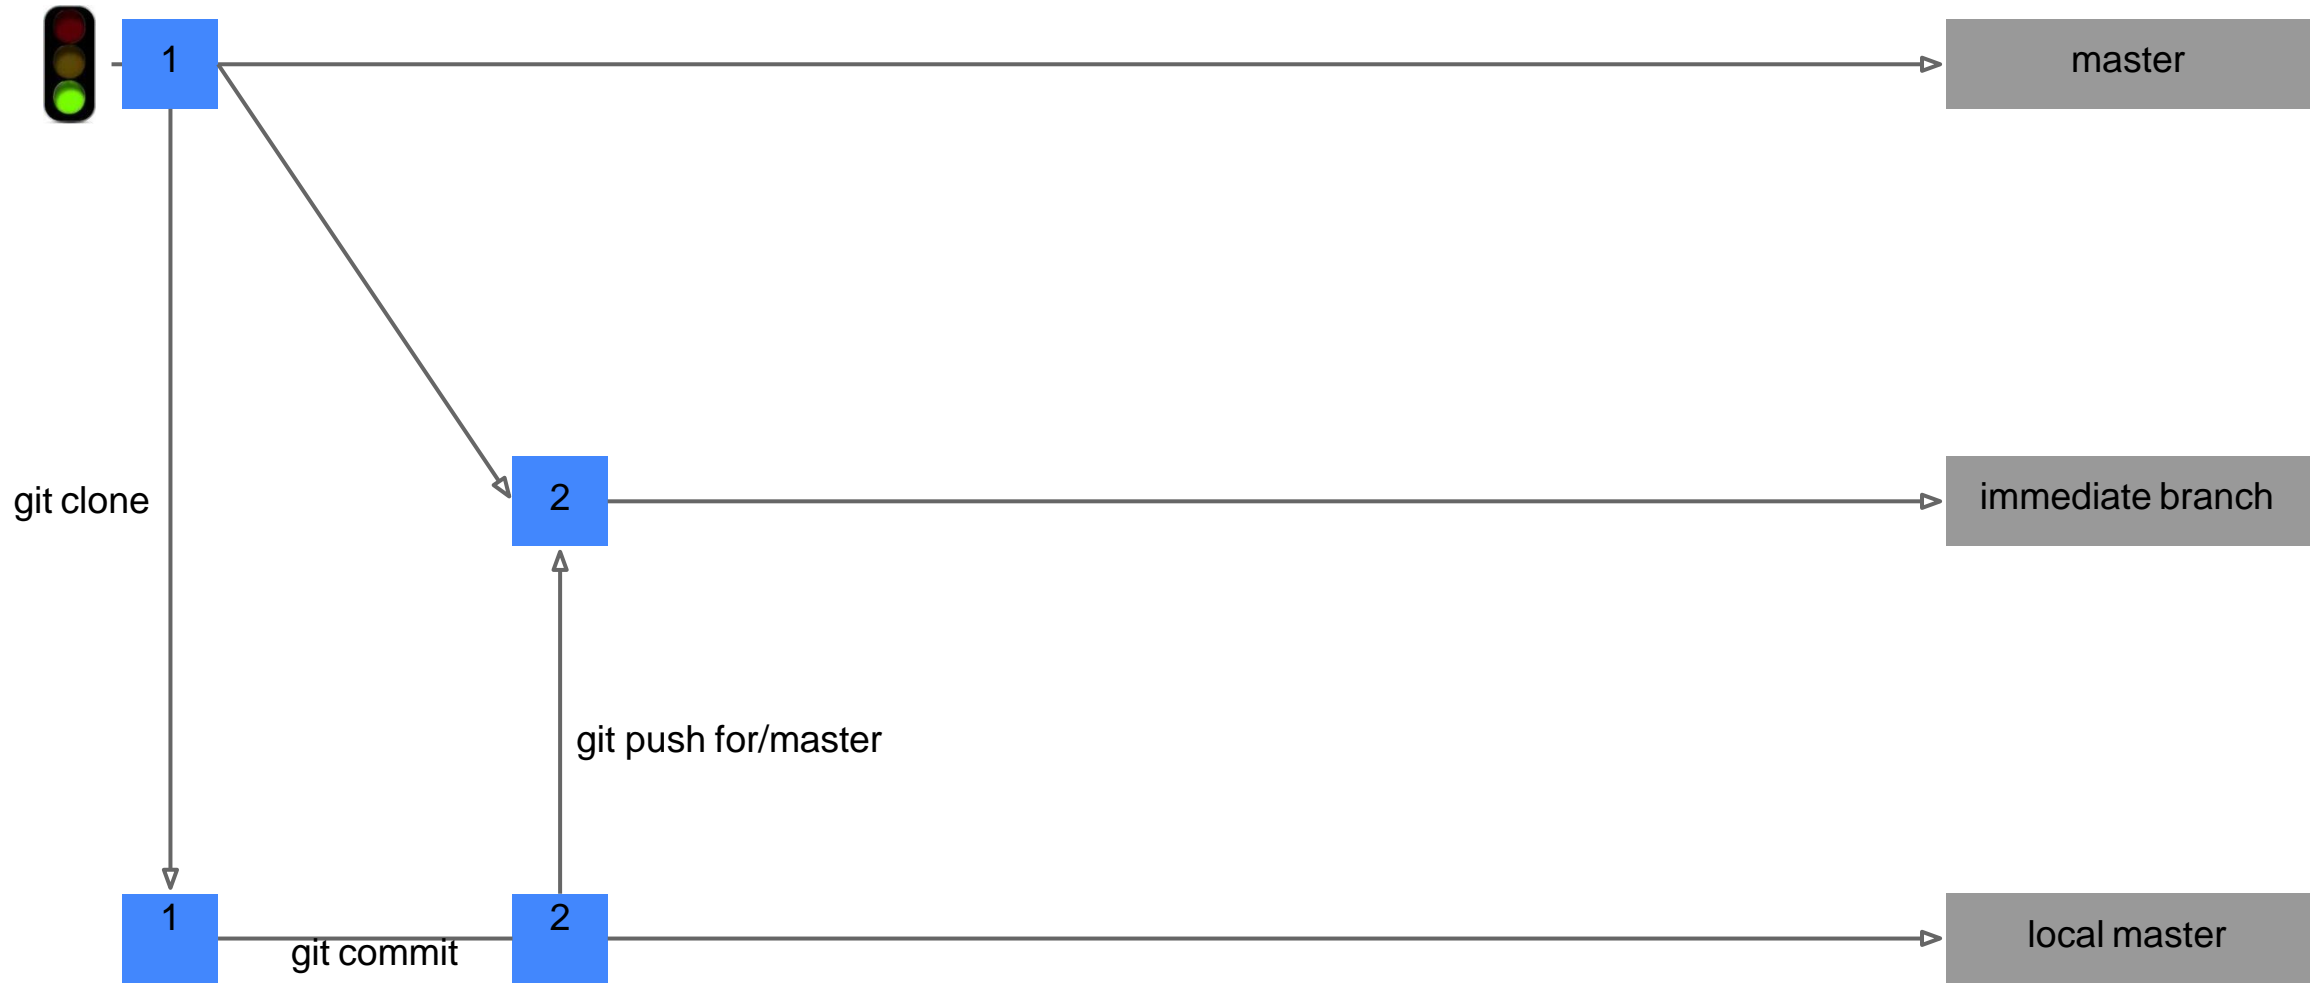 1
master
git clone
2
immediate branch
git push for/master
1
git commit
2
local master